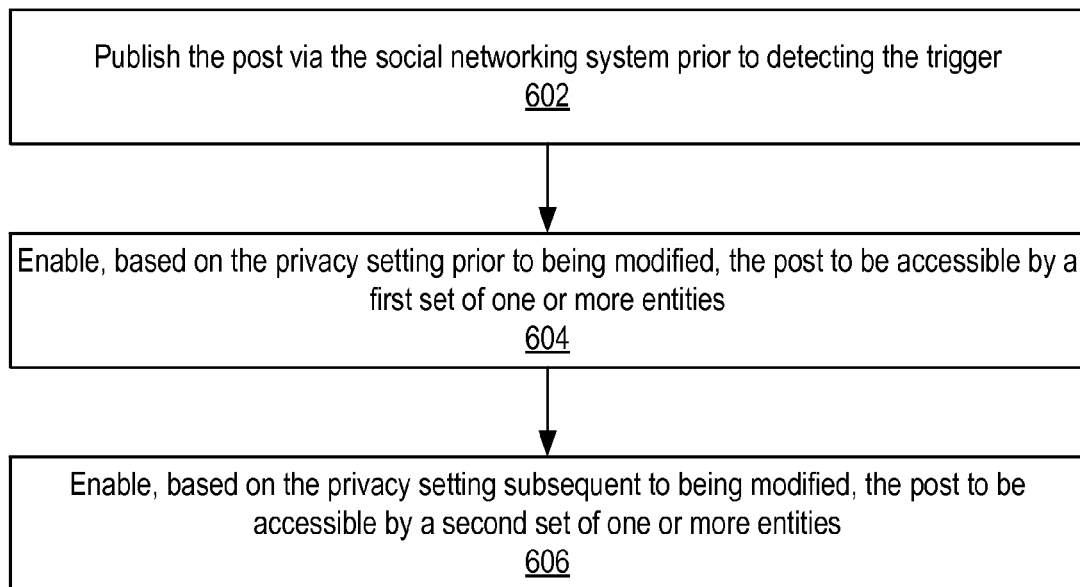 Publish the post via the social networking system prior to detecting the trigger
602
Enable, based on the privacy setting prior to being modified, the post to be accessible by a
first set of one or more entities
604
Enable, based on the privacy setting subsequent to being modified, the post to be
accessible by a second set of one or more entities
606